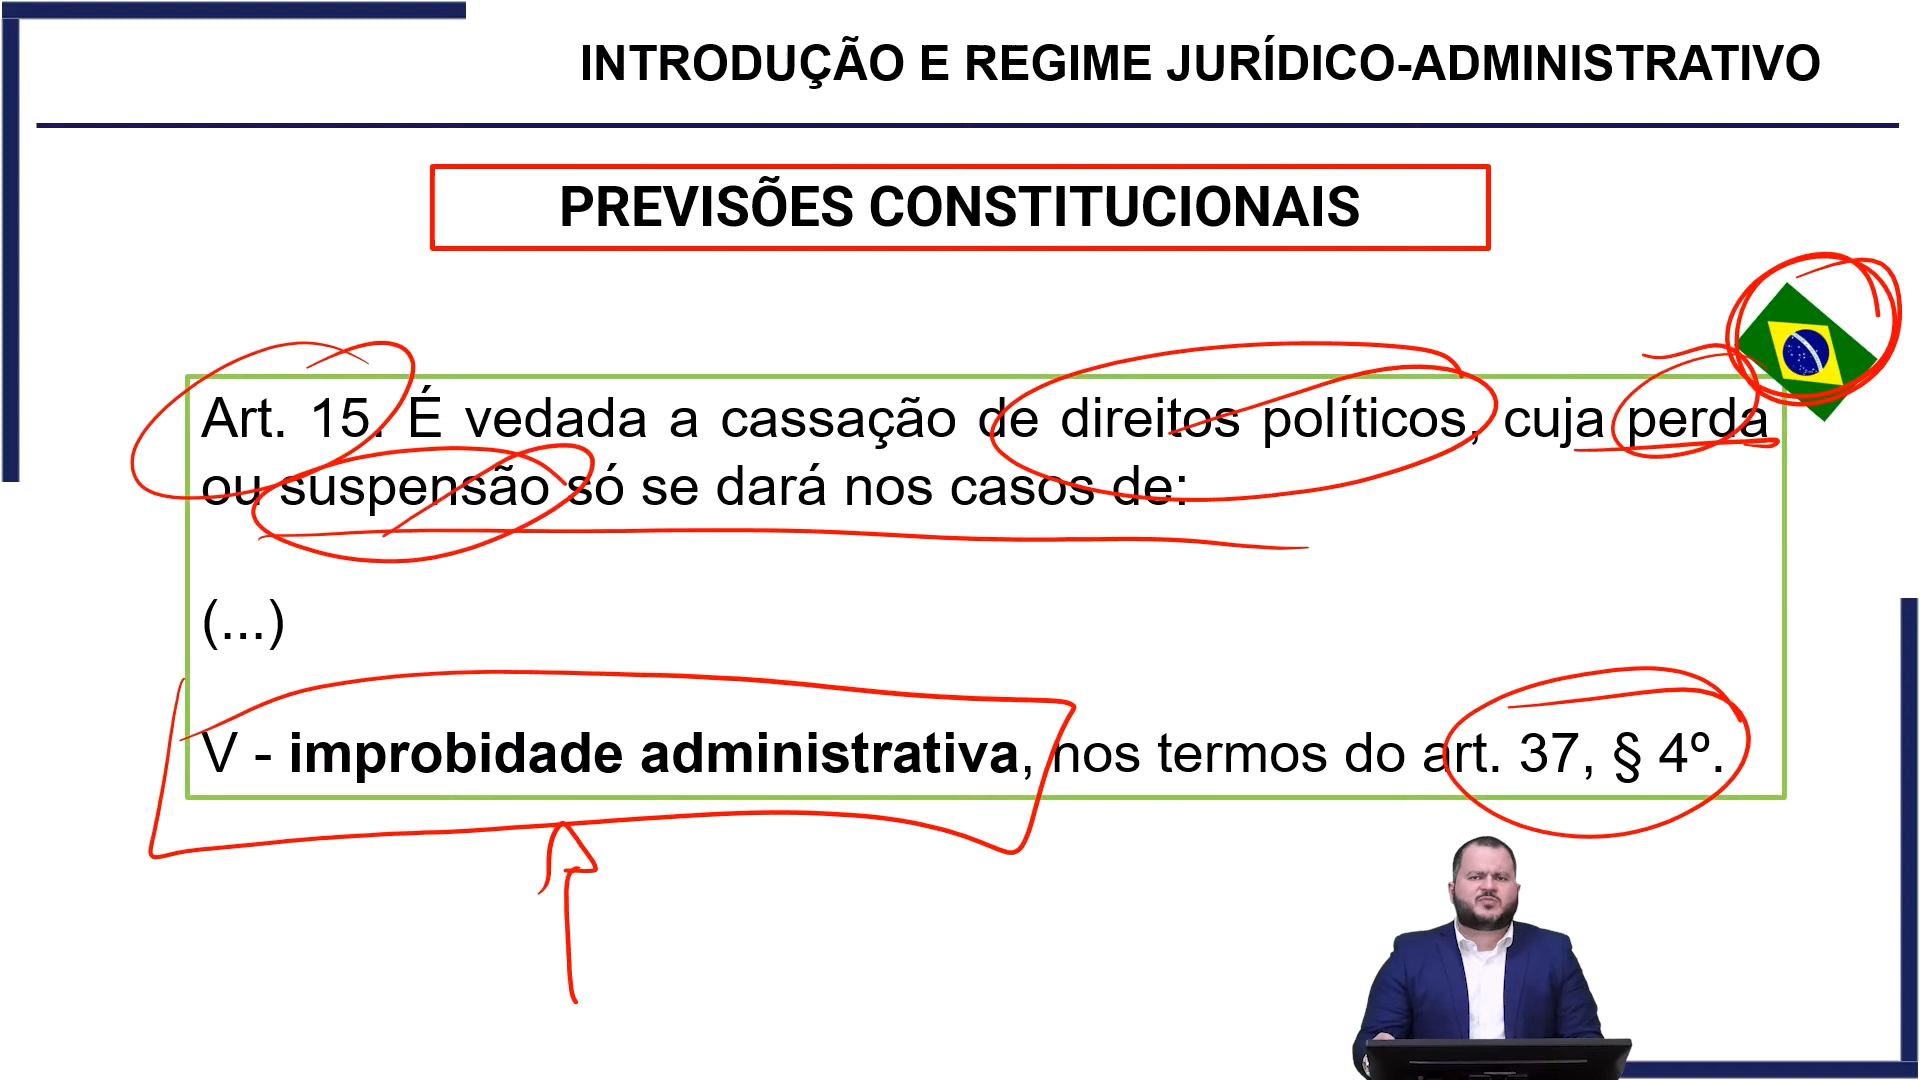 INTRODUÇÃO E REGIME JURÍDICO-ADMINISTRATIVO
PREVISÕES CONSTITUCIONAIS
Art. 15. É vedada a cassação de direitos políticos, cuja perda
ou suspensão só se dará nos casos de:
(...)
V - improbidade administrativa, nos termos do art. 37, § 4º.